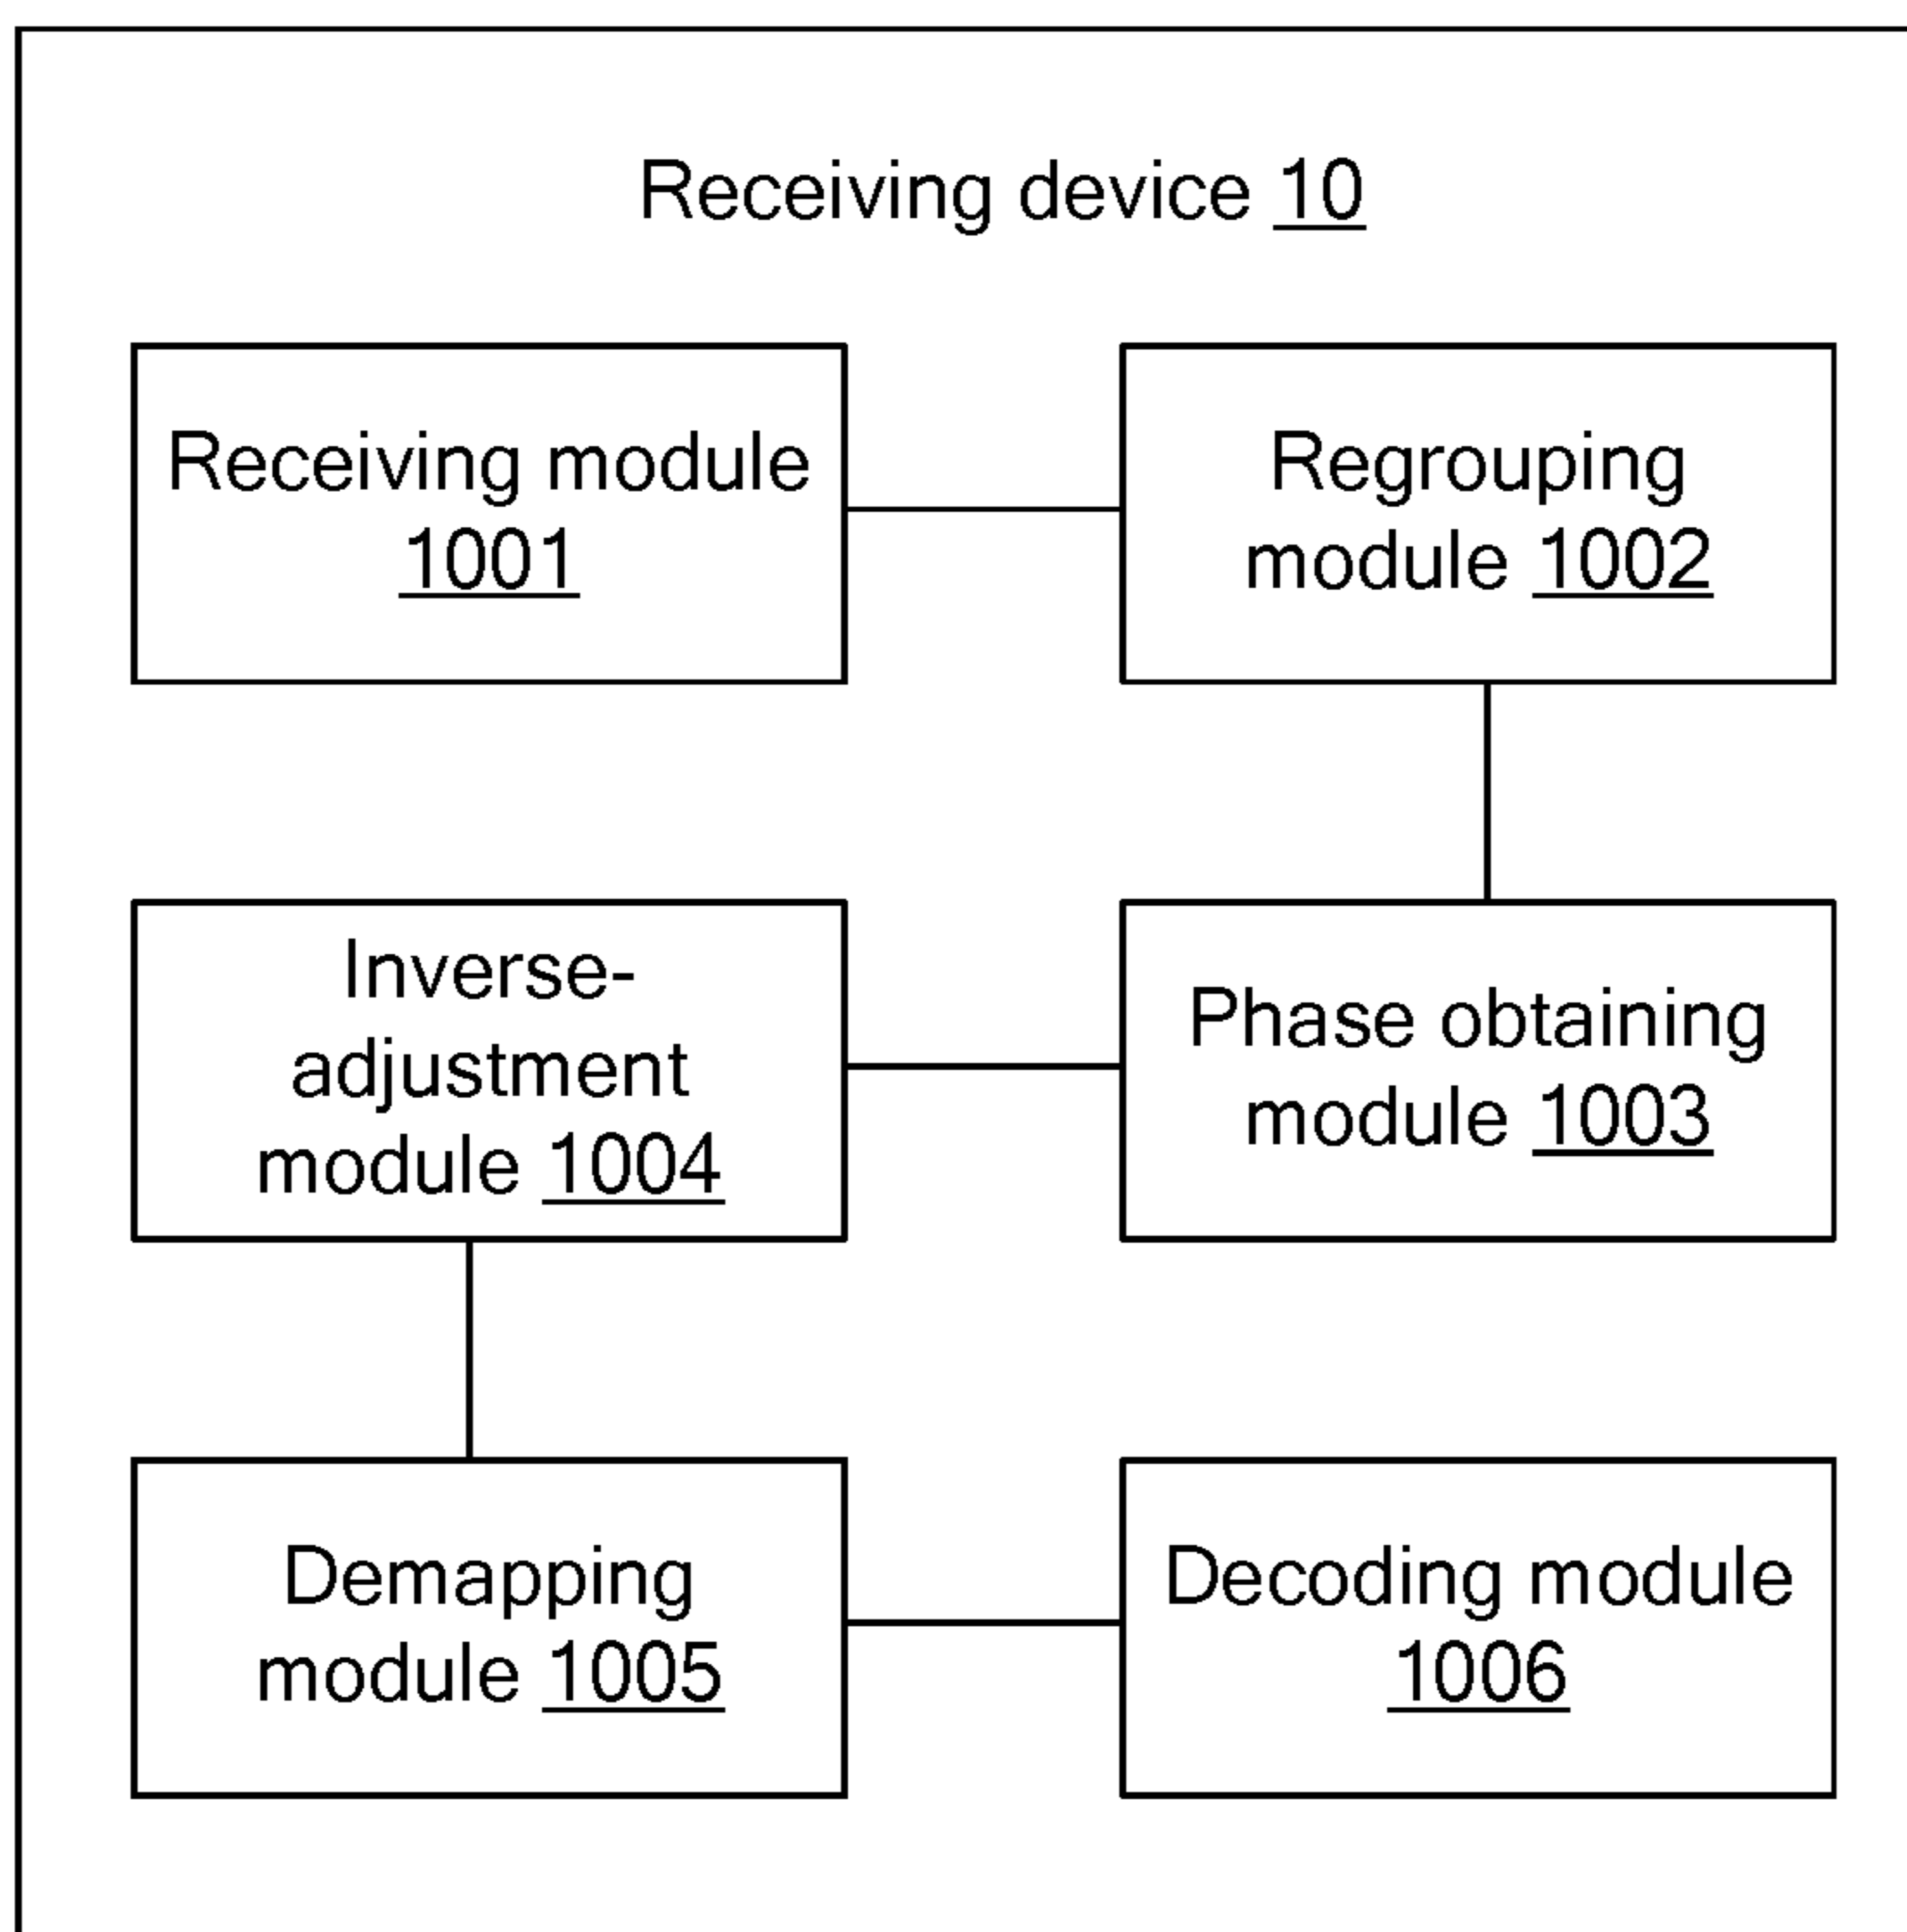 Receiving device 10
Receiving module
1001
Regrouping
module 1002
Inverse-
adjustment
module 1004
Phase obtaining
module 1003
Demapping
module 1005
Decoding module
1006